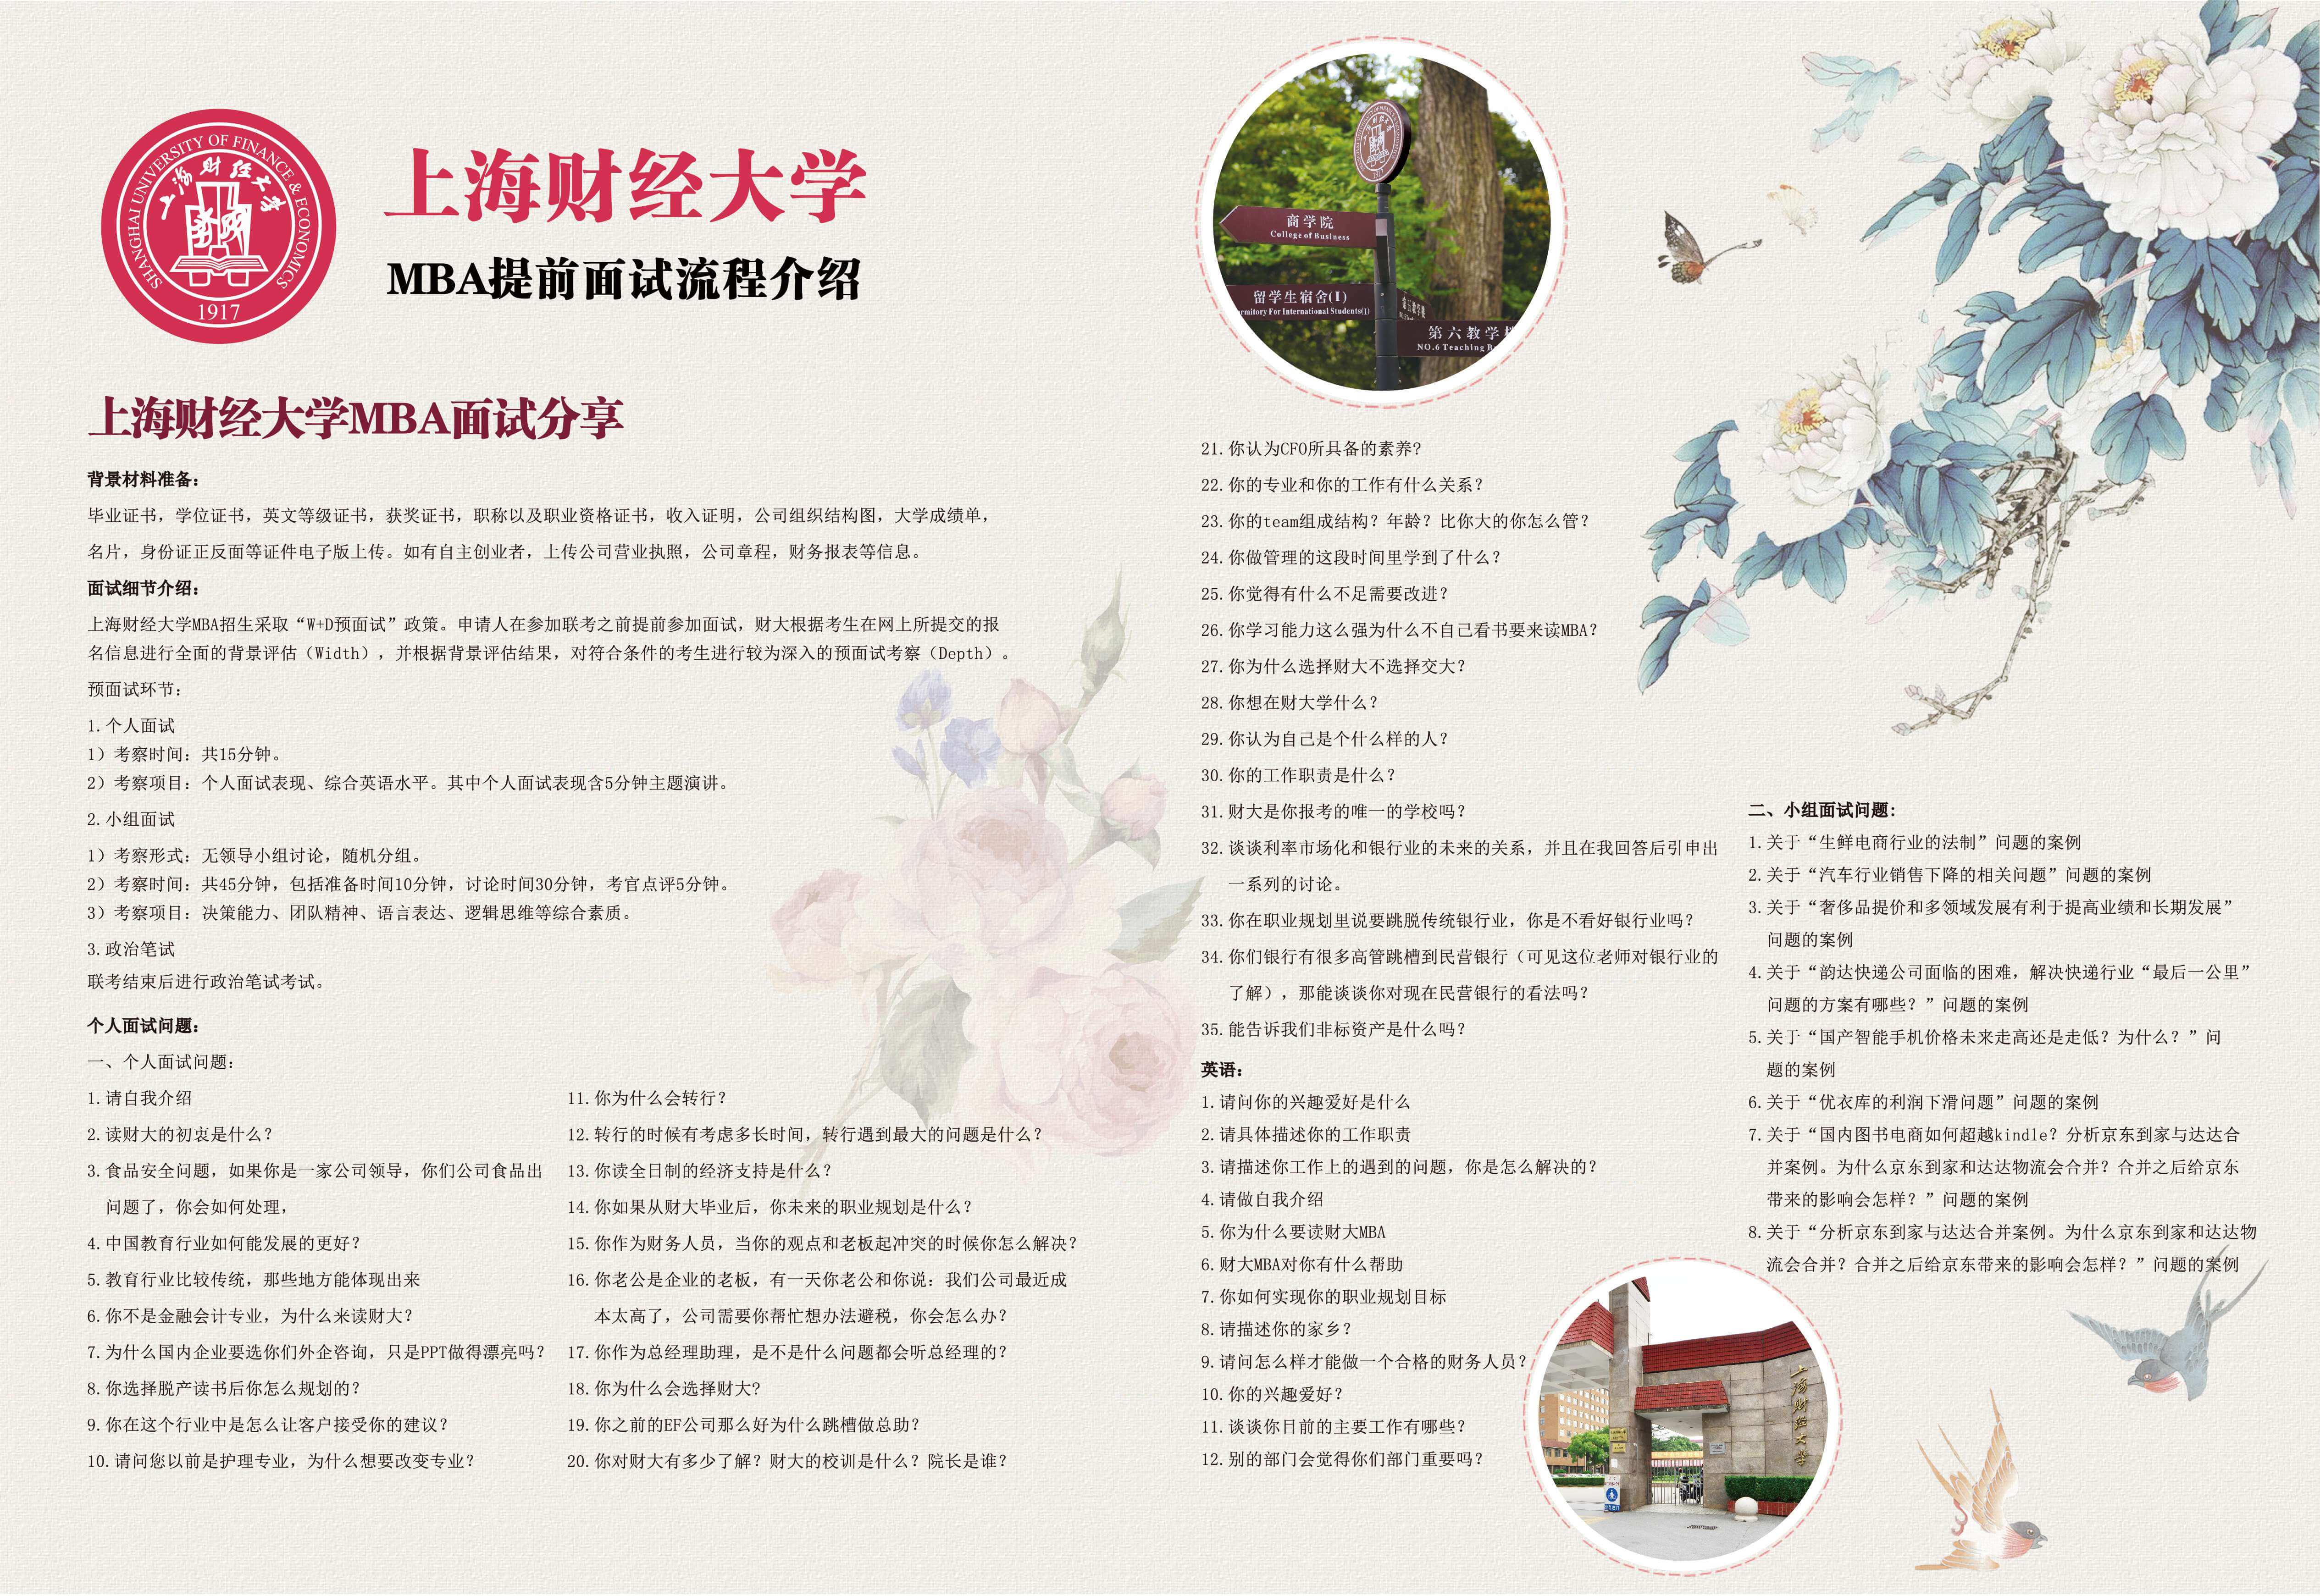 SHANGHAI UNIVERSITY OF FINANCE & ECONOMICS
上海财经大学
1917
上海财经大学
MBA提前面试流程介绍
上海财经大学MBA面试分享
背景材料准备:
毕业证书，学位证书，英文等级证书，获奖证书，职称以及职业资格证书，收入证明，公司组织结构图，大学成绩单，
名片，身份证正反面等证件电子版上传。如有自主创业者，上传公司营业执照，公司章程，财务报表等信息。
面试细节介绍:
上海财经大学MBA招生采取“W+D预面试”政策。申请人在参加联考之前提前参加面试，财大根据考生在网上所提交的报
名信息进行全面的背景评估（Width），并根据背景评估结果，对符合条件的考生进行较为深入的预面试考察（Depth）。
预面试环节:
1.个人面试
1）考察时间: 共15分钟。
2）考察项目: 个人面试表现、综合英语水平。其中个人面试表现含5分钟主题演讲。
2.小组面试
1）考察形式: 无领导小组讨论，随机分组。
2）考察时间: 共45分钟，包括准备时间10分钟，讨论时间30分钟，考官点评5分钟。
3）考察项目: 决策能力、团队精神、语言表达、逻辑思维等综合素质。
3.政治笔试
联考结束后进行政治笔试考试。
个人面试问题:
一、个人面试问题:
1.请自我介绍
2.读财大的初衷是什么？
3.食品安全问题，如果你是一家公司领导，你们公司食品出
问题了，你会如何处理，
4.中国教育行业如何能发展的更好？
5.教育行业比较传统，那些地方能体现出来
6.你不是金融会计专业，为什么来读财大？
7.为什么国内企业要选你们外企咨询，只是PPT做得漂亮吗？
8.你选择脱产读书后你怎么规划的？
9.你在这个行业中是怎么让客户接受你的建议？
10.请问您以前是护理专业，为什么想要改变专业？
11.你为什么会转行？
12.转行的时候有考虑多长时间，转行遇到最大的问题是什么？
13.你读全日制的经济支持是什么？
14.你如果从财大毕业后，你未来的职业规划是什么？
15.你作为财务人员，当你的观点和老板起冲突的时候你怎么解决？
16.你老公是企业的老板，有一天你老公和你说: 我们公司最近成
本太高了，公司需要你帮忙想办法避税，你会怎么办？
17.你作为总经理助理，是不是什么问题都会听总经理的？
18.你为什么会选择财大?
19.你之前的EF公司那么好为什么跳槽做总助？
20.你对财大有多少了解？财大的校训是什么？院长是谁？
商学院
College of Business
留学生宿舍(I)
rmitory For International Students(I)
第六教学楼
NO.6 Teaching B
21.你认为CFO所具备的素养？
22.你的专业和你的工作有什么关系？
23.你的team组成结构？年龄？比你大的你怎么管？
24.你做管理的这段时间里学到了什么？
25.你觉得有什么不足需要改进？
26.你学习能力这么强为什么不自己看书要来读MBA？
27.你为什么选择财大不选择交大？
28.你想在财大学什么？
29.你认为自己是个什么样的人？
30.你的工作职责是什么？
31.财大是你报考的唯一的学校吗？
32.谈谈利率市场化和银行业的未来的关系，并且在我回答后引申出
一系列的讨论。
33.你在职业规划里说要跳脱传统银行业，你是不看好银行业吗？
34.你们银行有很多高管跳槽到民营银行（可见这位老师对银行业的
了解），那能谈谈你对现在民营银行的看法吗？
35.能告诉我们非标资产是什么吗？
英语:
1.请问你的兴趣爱好是什么
2.请具体描述你的工作职责
3.请描述你工作上的遇到的问题，你是怎么解决的？
4.请做自我介绍
5.你为什么要读财大MBA
6.财大MBA对你有什么帮助
7.你如何实现你的职业规划目标
8.请描述你的家乡？
9.请问怎么样才能做一个合格的财务人员？
10.你的兴趣爱好？
11.谈谈你目前的主要工作有哪些？
12.别的部门会觉得你们部门重要吗？
二、小组面试问题:
1.关于“生鲜电商行业的法制”问题的案例
2.关于“汽车行业销售下降的相关问题”问题的案例
3.关于“奢侈品提价和多领域发展有利于提高业绩和长期发展”
问题的案例
4.关于“韵达快递公司面临的困难，解决快递行业“最后一公里”
问题的方案有哪些？”问题的案例
5.关于“国产智能手机价格未来走高还是走低？为什么？”问
题的案例
6.关于“优衣库的利润下滑问题”问题的案例
7.关于“国内图书电商如何超越kindle？分析京东到家与达达合
并案例。为什么京东到家和达达物流会合并？合并之后给京东
带来的影响会怎样？”问题的案例
8.关于“分析京东到家与达达合并案例。为什么京东到家和达达物
流会合并？合并之后给京东带来的影响会怎样？”问题的案例
上海财经大学